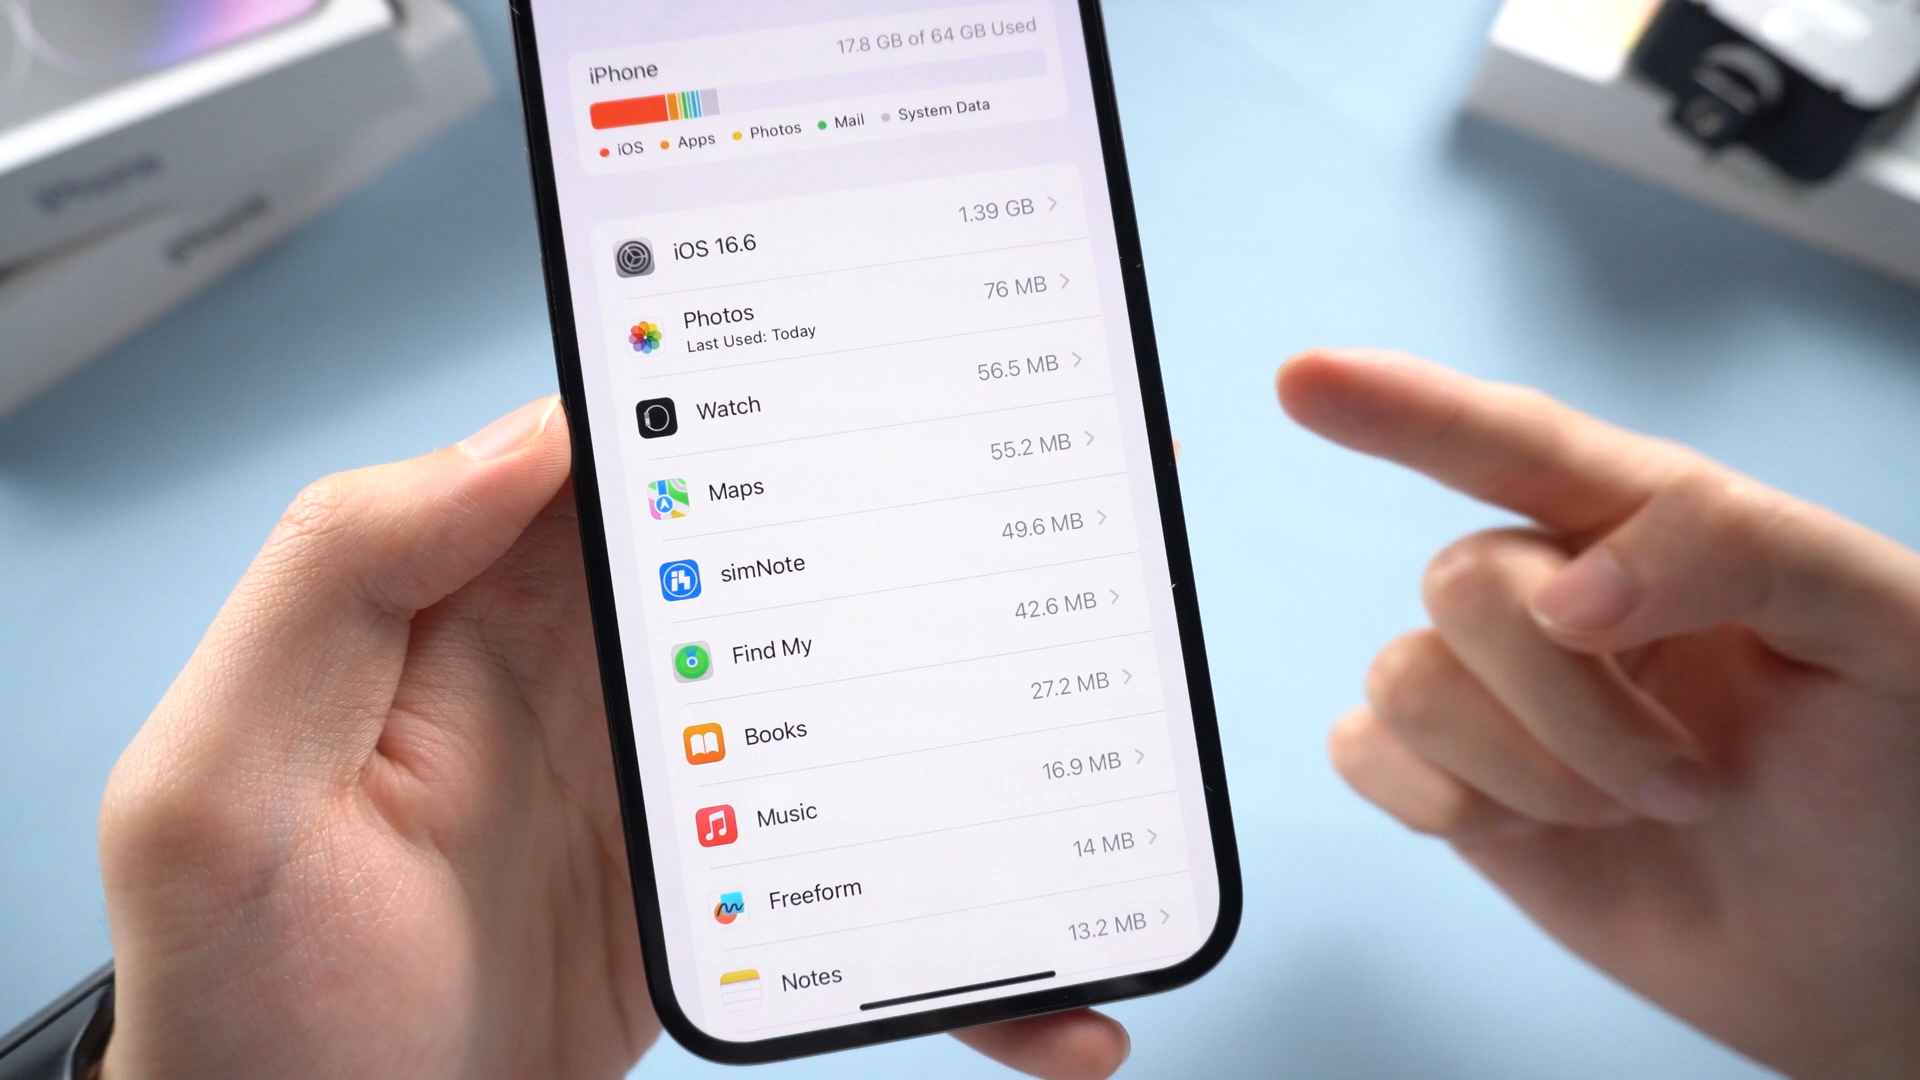 17.8 GB of 64 GB Used
iPhone
iOS Apps Photos Mail System Data
iOS 16.6 1.39 GB
Photos 76 MB
Last Used: Today
Watch 56.5 MB
Maps 55.2 MB
simNote 49.6 MB
Find My 42.6 MB
Books 27.2 MB
Music 16.9 MB
Freeform 14 MB
Notes 13.2 MB
iPhone
iPhone